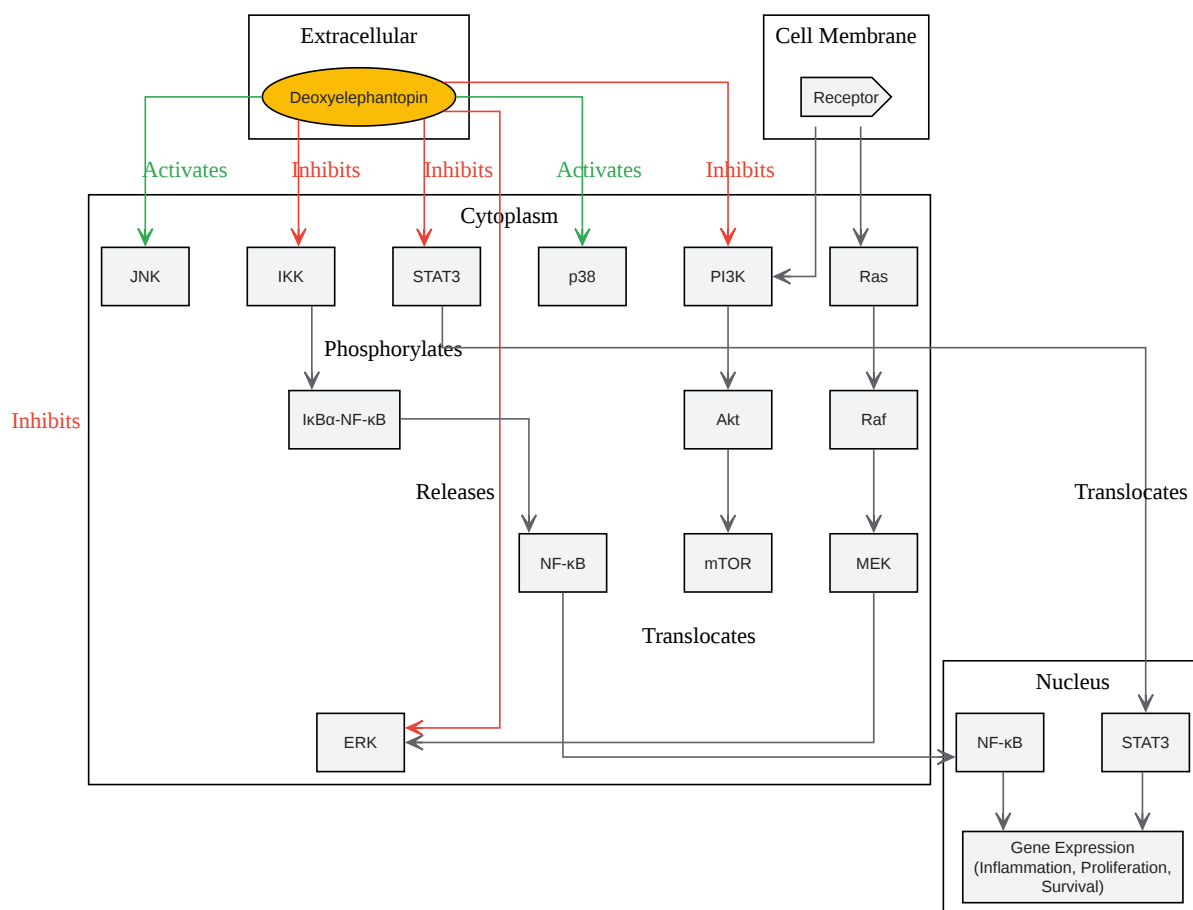 Extracellular
Cell Membrane
Deoxyelephantopin
Receptor
Activates
Inhibits
Inhibits
Activates
Inhibits
Cytoplasm
JNK
IKK
STAT3
p38
PI3K
Ras
Phosphorylates
Inhibits
IκBα-NF-κB
Akt
Raf
Releases
Translocates
NF-κB
mTOR
MEK
Translocates
Nucleus
ERK
NF-κB
STAT3
Gene Expression
(Inflammation, Proliferation,
Survival)